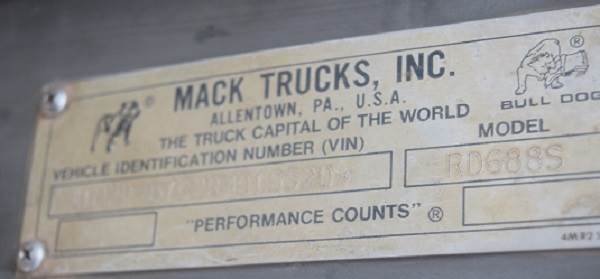 MACK TRUCKS, INC.
ALLENTOWN, PA., U.S.A.
THE TRUCK CAPITAL OF THE WORLD
BULL DOG
VEHICLE IDENTIFICATION NUMBER (VIN)
MODEL
RD688S
"PERFORMANCE COUNTS" ®